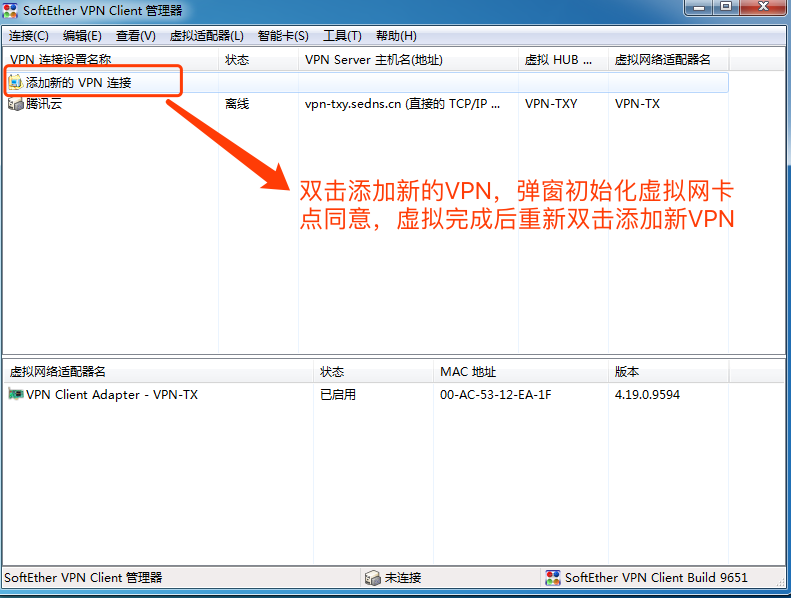 SoftEther VPN Client 管理器
连接(C) 编辑(E) 查看(V) 虚拟适配器(L) 智能卡(S) 工具(T) 帮助(H)
VPN 连接设置名称 状态 VPN Server 主机名(地址) 虚拟 HUB ... 虚拟网络适配器名
添加新的 VPN 连接
腾讯云 离线 vpn-txy.sedns.cn (直接的 TCP/IP ... VPN-TXY VPN-TX
双击添加新的VPN，弹窗初始化虚拟网卡
点同意，虚拟完成后重新双击添加新VPN
虚拟网络适配器名 状态 MAC 地址 版本
VPN Client Adapter - VPN-TX 已启用 00-AC-53-12-EA-1F 4.19.0.9594
SoftEther VPN Client 管理器 未连接 SoftEther VPN Client Build 9651